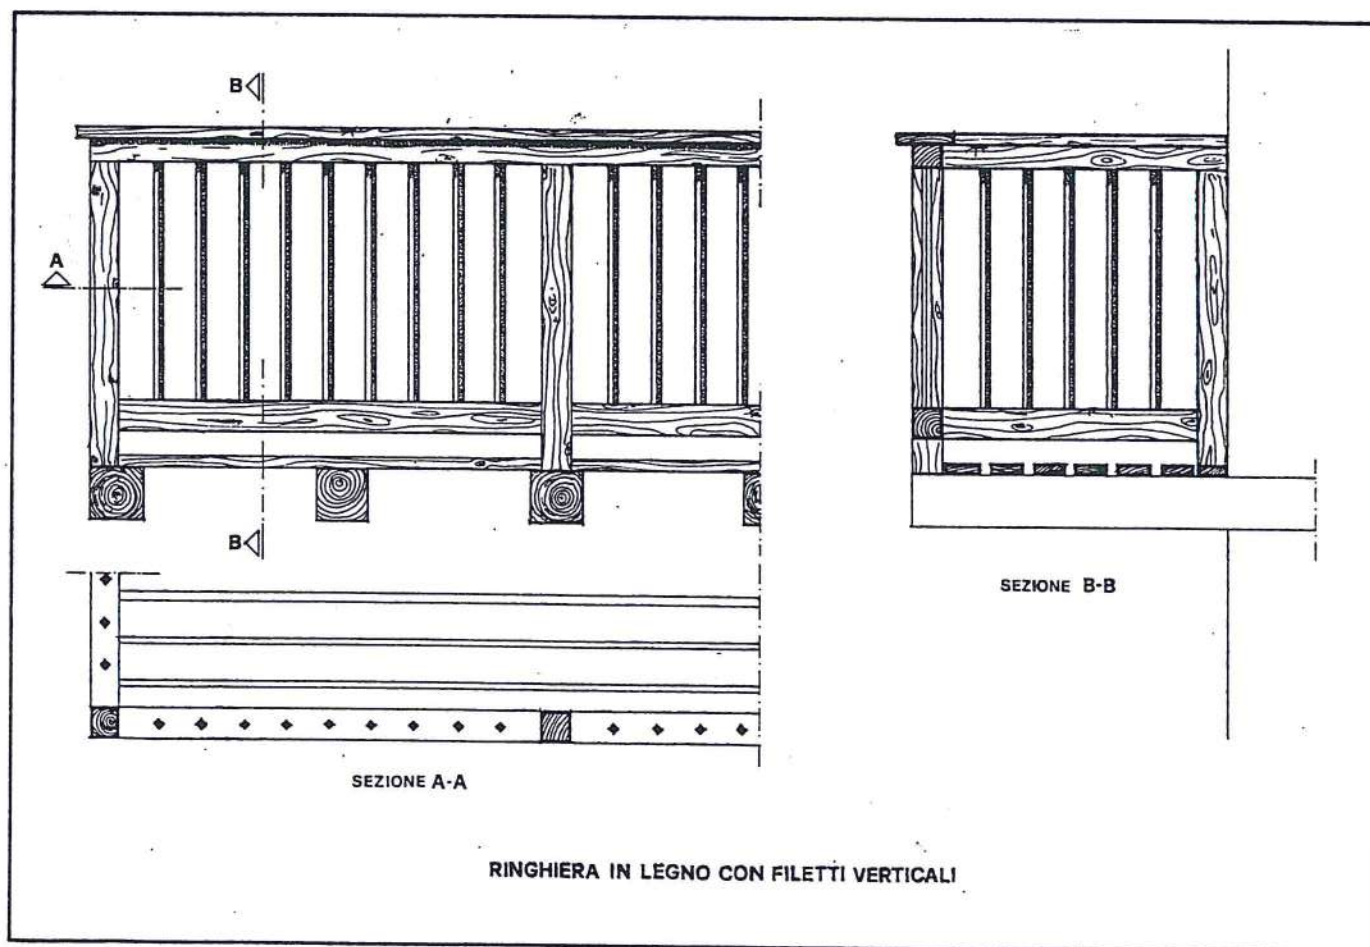 B
A
B
SEZIONE B-B
SEZIONE A-A
RINGHIERA IN LEGNO CON FILETTI VERTICALI